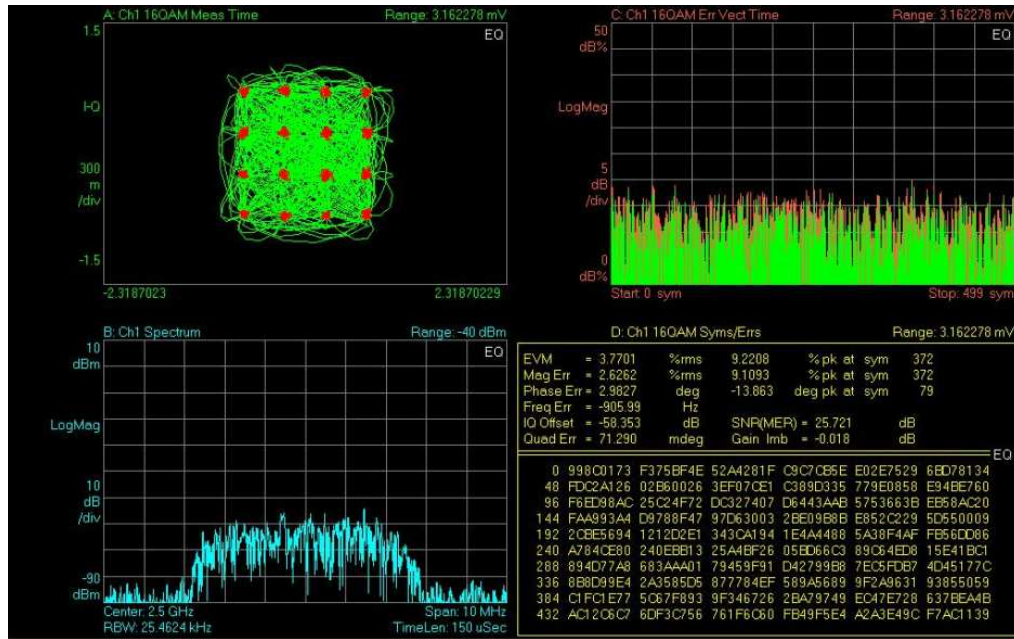 A: Ch1 16QAM Meas Time Range: 3.162278 mV
1.5
EQ
I-Q
300
m
/div
-1.5
-2.3187023 2.31870229
C: Ch1 16QAM Err Vect Time Range: 3.162278 mV
50
dB%
EQ
LogMag
5
dB
/div
0
dB%
Start: 0 sym Stop: 499 sym
B: Ch1 Spectrum Range: -40 dBm
10
dBm
EQ
LogMag
10
dB
/div
-90
dBm
Center: 2.5 GHz Span: 10 MHz
RBW: 25.4624 kHz TimeLen: 150 uSec
D: Ch1 16QAM Syms/Errs Range: 3.162278 mV
EVM = 3.7701 %rms 9.2208 % pk at sym 372
Mag Err = 2.6262 %rms 9.1093 % pk at sym 372
Phase Err = 2.9827 deg -13.863 deg pk at sym 79
Freq Err = -905.99 Hz
IQ Offset = -58.353 dB SNR(MER) = 25.721 dB
Quad Err = 71.290 mdeg Gain Imb = -0.018 dB
EQ
0 998C0173 F375BF4E 52A4281F C9C7CB5E E02E7529 6BD78134
48 FDC2A126 02B60026 3EF07CE1 C389D335 779E0858 E94BE760
96 F6ED98AC 25C24F72 DC327407 D6443AAB 5753663B EB58AC20
144 FAA993A4 D9788F47 97D63003 2BE09B8B E852C229 5D550009
192 2CBE5694 1212D2E1 343CA194 1E4A4488 5A38F4AF FB56DD86
240 A784CE80 240EBB13 25A4BF26 05BD66C3 89C64ED8 15E41BC1
288 894D77A8 683AAA01 79459F91 D42799B8 7EC5FDB7 4D45177C
336 8B8D99E4 2A3585D5 877784EF 589A5689 9F2A9631 93855059
384 C1FC1E77 5C67F893 9F346726 2BA79749 EC47E728 637BEA4B
432 AC12C6C7 6DF3C756 761F6C60 FB49F5E4 A2A3E49C F7AC1139